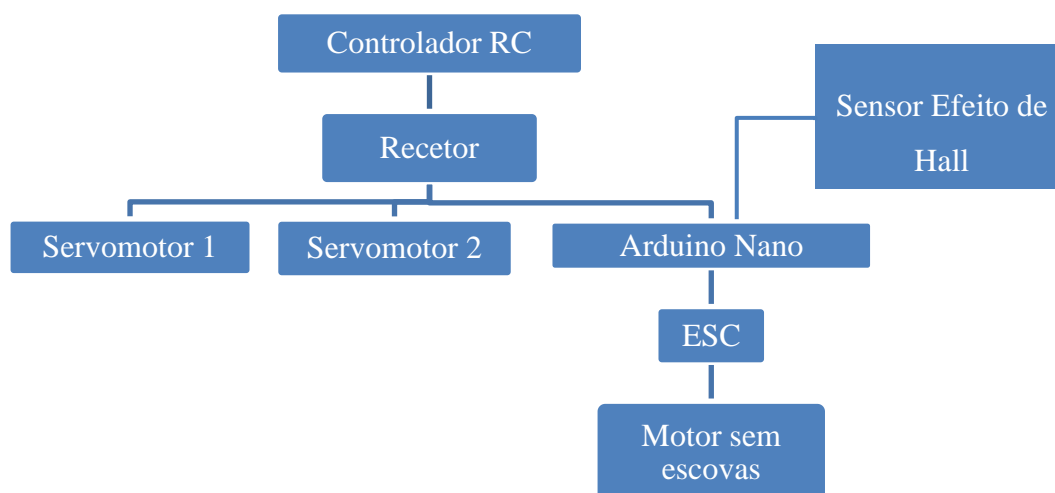 Controlador RC
Sensor Efeito de
Hall
Recetor
Servomotor 1
Servomotor 2
Arduino Nano
ESC
Motor sem
escovas